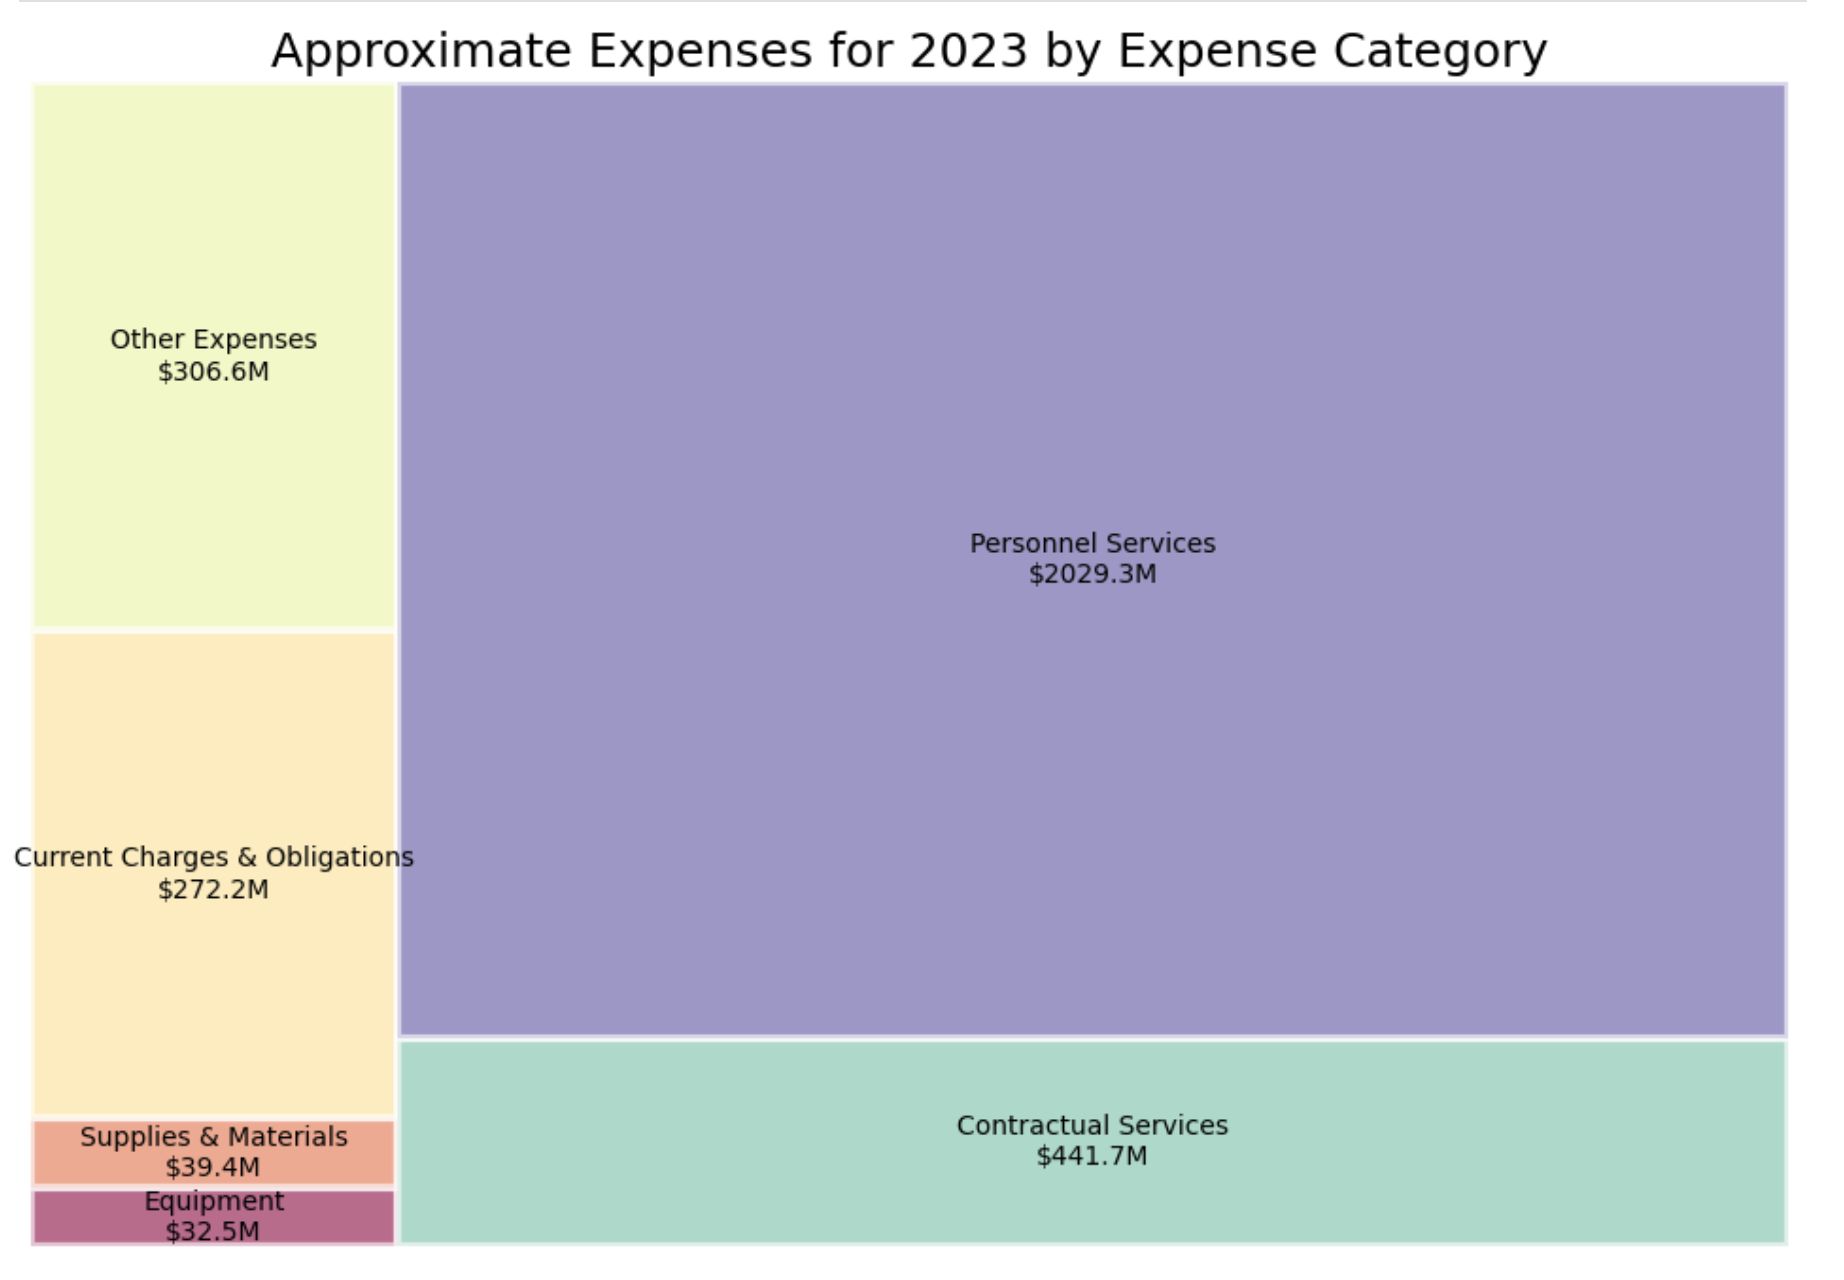 Approximate Expenses for 2023 by Expense Category
Other Expenses
$306.6M
Personnel Services
$2029.3M
Current Charges & Obligations
$272.2M
Supplies & Materials
$39.4M
Equipment
$32.5M
Contractual Services
$441.7M